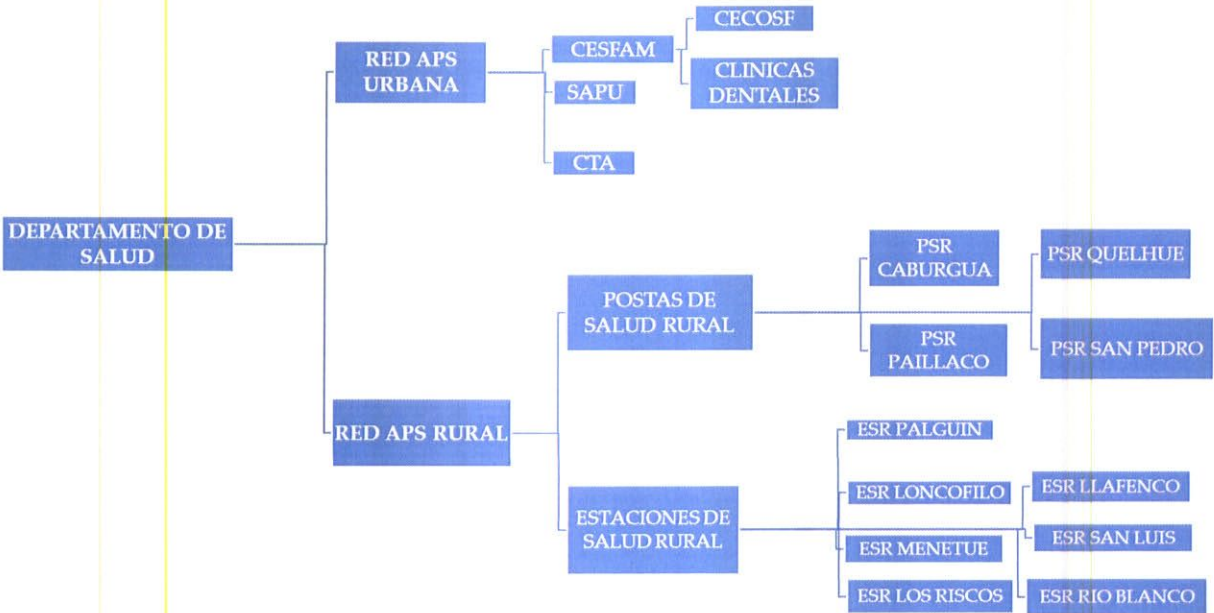 DEPARTAMENTO DE
SALUD
RED APS
URBANA
CESFAM
CECOSF
CLINICAS
DENTALES
SAPU
CTA
RED APS RURAL
POSTAS DE
SALUD RURAL
PSR
CABURGUA
PSR QUELHUE
PSR
PAILLACO
PSR SAN PEDRO
ESTACIONES DE
SALUD RURAL
ESR PALGUIN
ESR LONCOFILO
ESR LLAFENCO
ESR MENETUE
ESR SAN LUIS
ESR LOS RISCOS
ESR RIO BLANCO